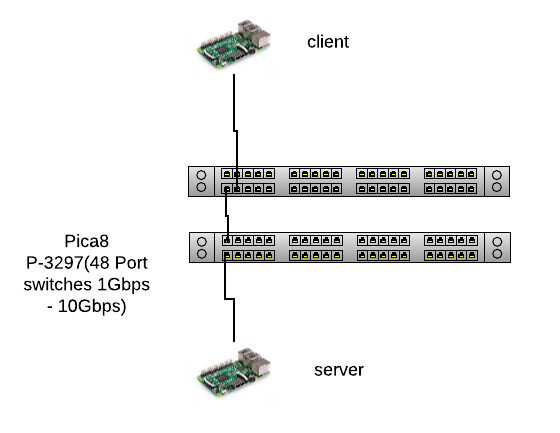 client
Pica8
P-3297(48 Port
switches 1Gbps
- 10Gbps)
server